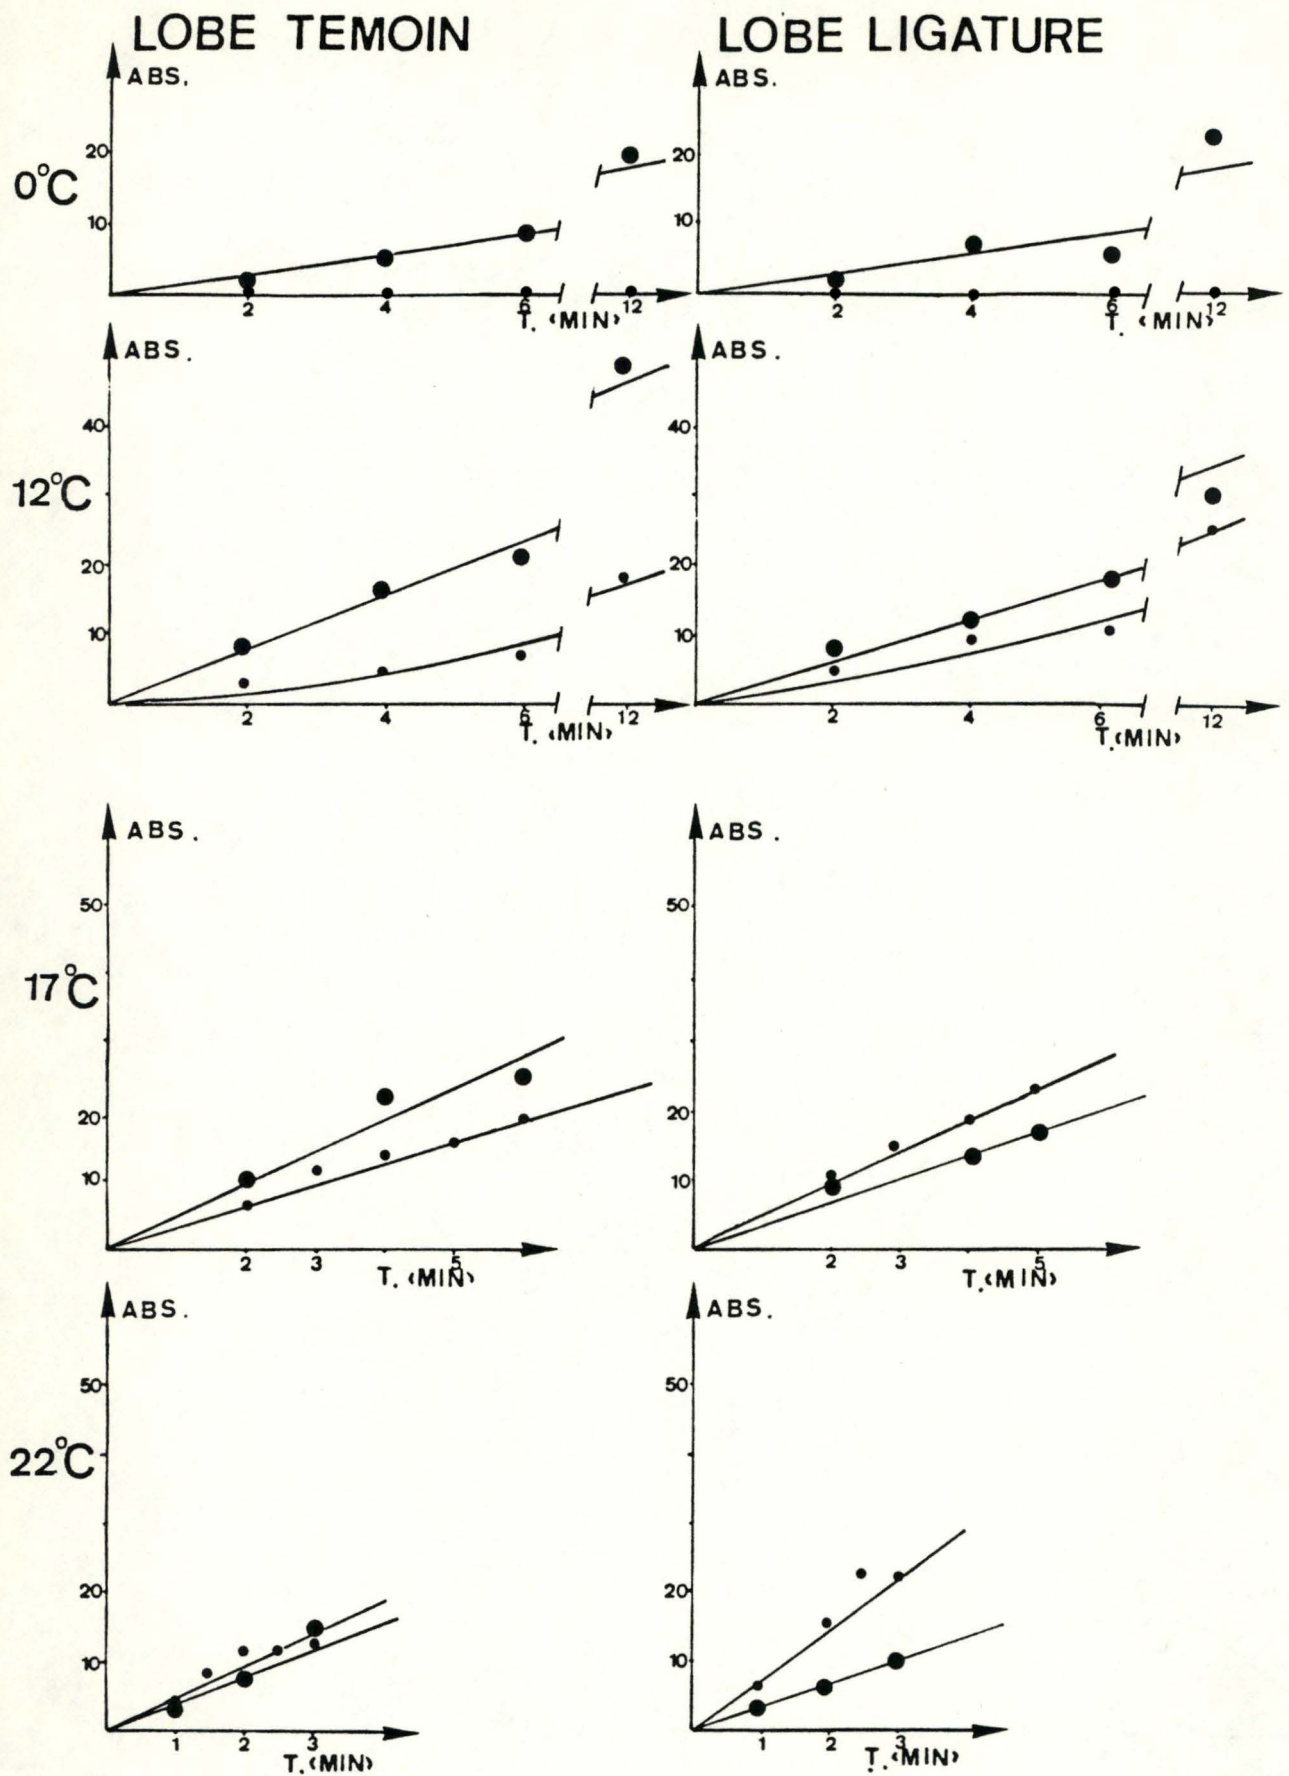 LOBE TEMOIN LOBE LIGATURE
ABS. ABS.
20 20
0°C
10 10
2 4 6 12 2 4 6 12
T. (MIN) T. (MIN)
ABS. ABS.
40 40
12°C
20 20
10 10
2 4 6 12 2 4 6 12
T. (MIN) T. (MIN)
ABS. ABS.
50 50
17°C
20 20
10 10
2 3 5 2 3 5
T. (MIN) T. (MIN)
ABS. ABS.
50 50
22°C
20 20
10 10
1 2 3 1 2 3
T. (MIN) T. (MIN)